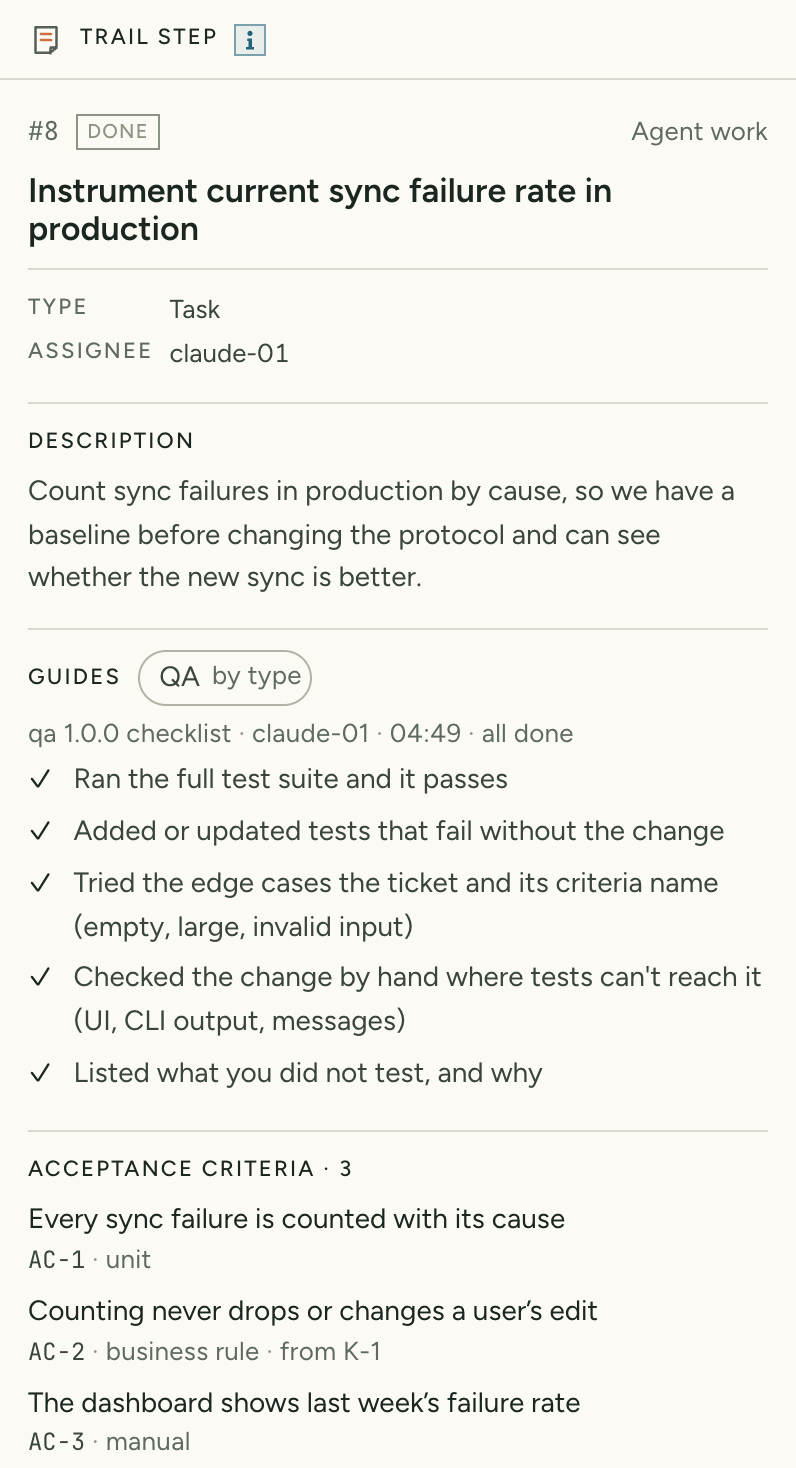 TRAIL STEP i
#8 DONE Agent work
Instrument current sync failure rate in
production
TYPE Task
ASSIGNEE claude-01
DESCRIPTION
Count sync failures in production by cause, so we have a
baseline before changing the protocol and can see
whether the new sync is better.
GUIDES QA by type
qa 1.0.0 checklist · claude-01 · 04:49 · all done
✓ Ran the full test suite and it passes
✓ Added or updated tests that fail without the change
✓ Tried the edge cases the ticket and its criteria name
(empty, large, invalid input)
✓ Checked the change by hand where tests can't reach it
(UI, CLI output, messages)
✓ Listed what you did not test, and why
ACCEPTANCE CRITERIA · 3
Every sync failure is counted with its cause
AC-1 · unit
Counting never drops or changes a user’s edit
AC-2 · business rule · from K-1
The dashboard shows last week’s failure rate
AC-3 · manual